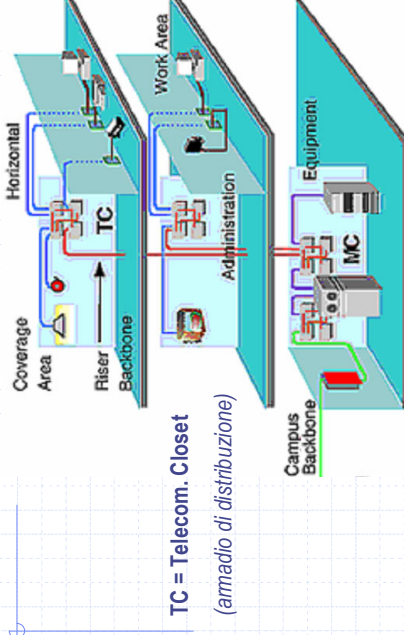 Coverage
Area
Horizontal
TC
Riser
Backbone
Work Area
Administration
Equipment
MC
Campus
Backbone
TC = Telecom. Closet
(armadio di distribuzione)